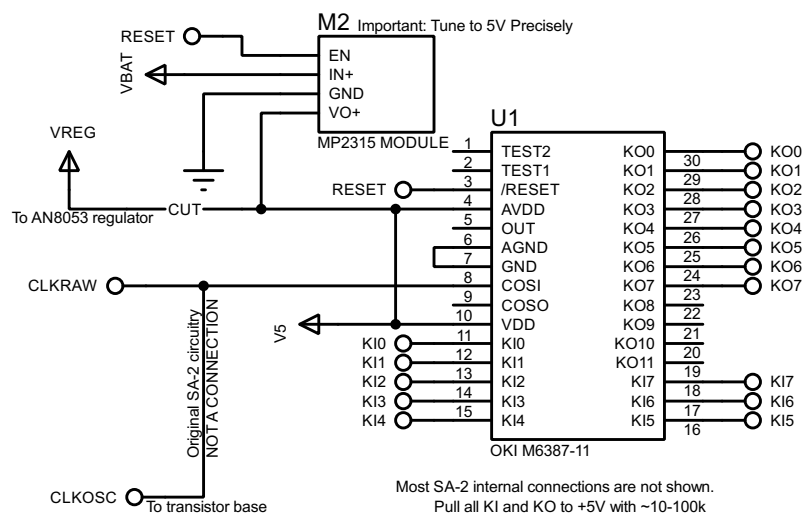 M2 Important: Tune to 5V Precisely
RESET
EN
VBAT
IN+
GND
VO+
MP2315 MODULE
VREG
To AN8053 regulator
CUT
U1
1 TEST2 KO0 30 KO0
2 TEST1 KO1 29 KO1
RESET 3 /RESET KO2 28 KO2
4 AVDD KO3 27 KO3
5 OUT KO4 26 KO4
6 AGND KO5 25 KO5
7 GND KO6 24 KO6
CLKRAW 8 COSI KO7 23 KO7
9 COSO KO8 22
V5 10 VDD KO9 21
KI0 11 KI0 KO10 20
KI1 12 KI1 KO11 19
KI2 13 KI2 KI7 18 KI7
KI3 14 KI3 KI6 17 KI6
KI4 15 KI4 KI5 16 KI5
OKI M6387-11
Original SA-2 circuitry
NOT A CONNECTION
CLKOSC
To transistor base
Most SA-2 internal connections are not shown.
Pull all KI and KO to +5V with ~10-100k